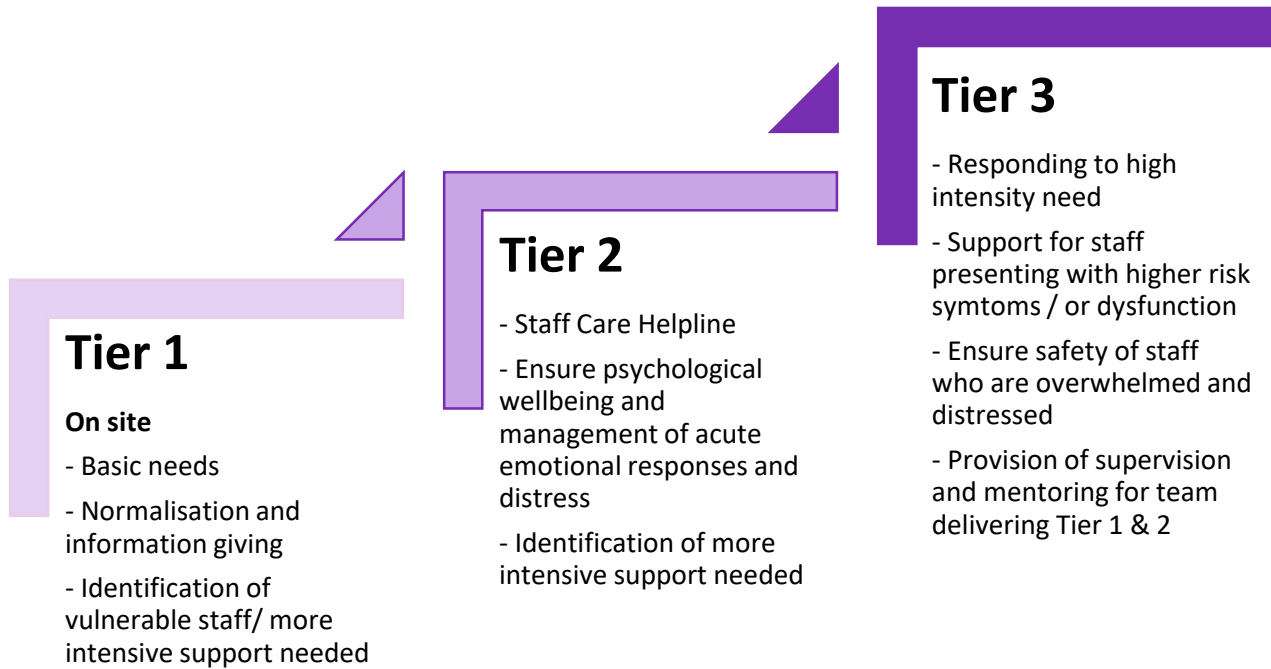 Tier 1
On site
- Basic needs
- Normalisation and
information giving
- Identification of
vulnerable staff/ more
intensive support needed
Tier 2
- Staff Care Helpline
- Ensure psychological
wellbeing and
management of acute
emotional responses and
distress
- Identification of more
intensive support needed
Tier 3
- Responding to high
intensity need
- Support for staff
presenting with higher risk
symtoms / or dysfunction
- Ensure safety of staff
who are overwhelmed and
distressed
- Provision of supervision
and mentoring for team
delivering Tier 1 & 2